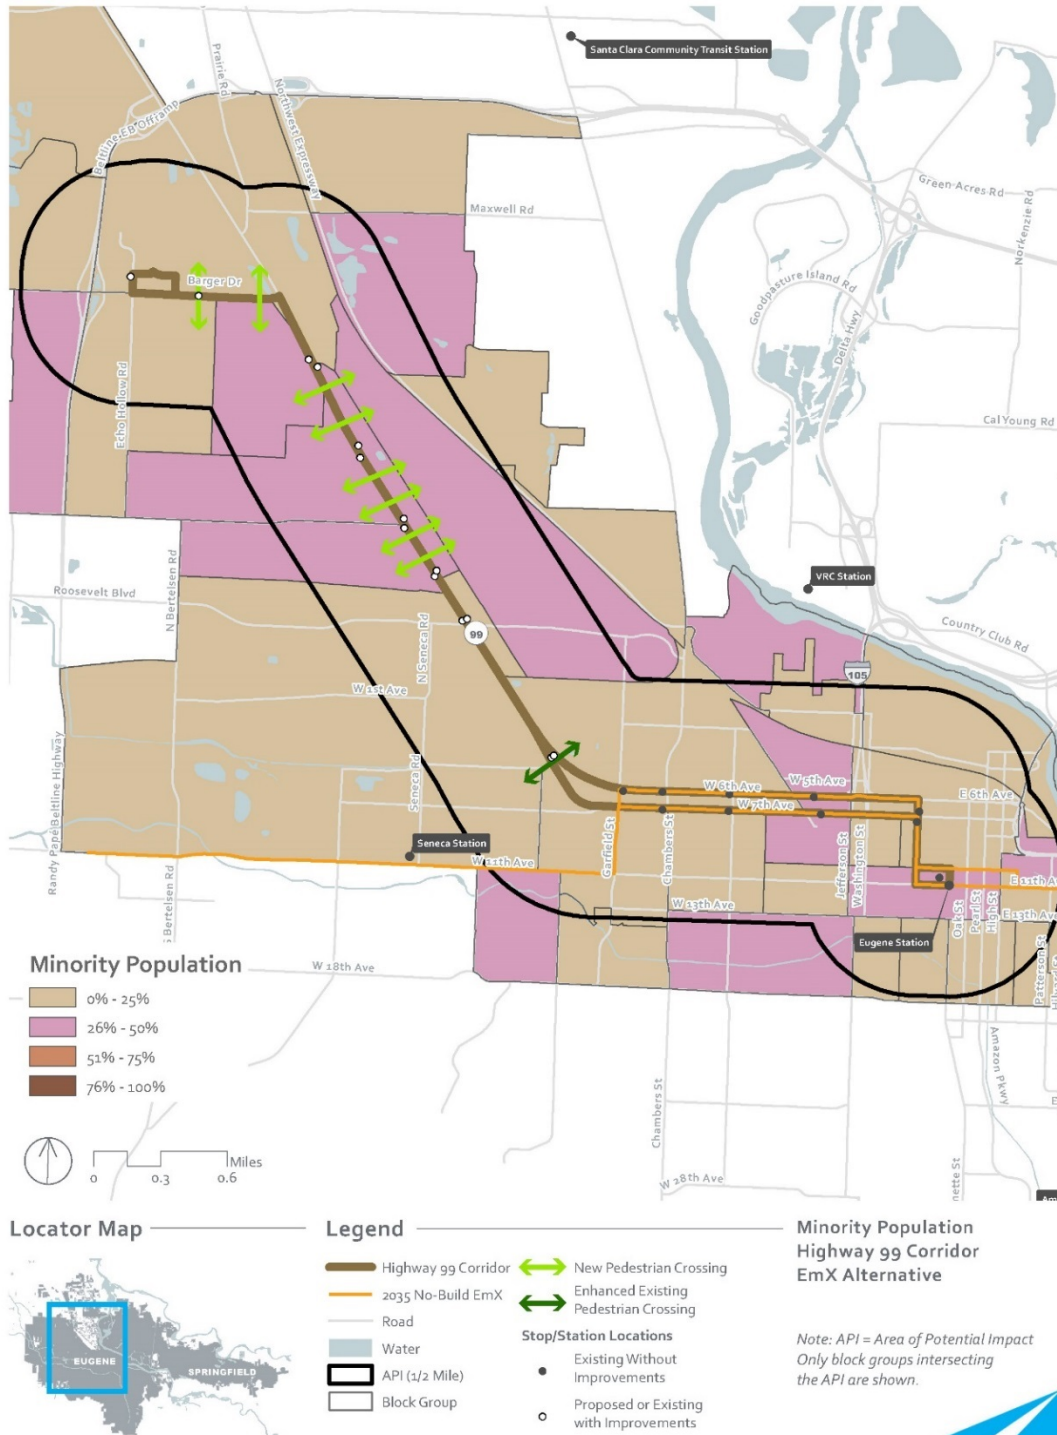 Santa Clara Community Transit Station
Prairie Rd
Northwest Expressway
Beltline EB Offramp
Green Acres Rd
Maxwell Rd
Norkenzie Rd
Barger Dr
Goodpasture Island Rd
Delta Hwy
Echo Hollow Rd
Cal Young Rd
N Bertelsen Rd
VRC Station
Roosevelt Blvd
Country Club Rd
N Seneca Rd
99
105
W 1st Ave
Randy Papé Beltline Highway
Seneca Rd
W 5th Ave
W 6th Ave
E 6th Ave
W 7th Ave
Garfield St
Chambers St
Seneca Station
W 11th Ave
Jefferson St
Washington St
E 11th A
S Bertelsen Rd
W 13th Ave
E 13th Ave
Oak St
Pearl St
High St
Eugene Station
Patterson St
Hilyard St
W 18th Ave
Amazon Pkwy
Chambers St
W 28th Ave
nette St
Am
Minority Population
0% - 25%
26% - 50%
51% - 75%
76% - 100%
Miles
0 0.3 0.6
Locator Map
EUGENE
SPRINGFIELD
Legend
Highway 99 Corridor
2035 No-Build EmX
Road
Water
API (1/2 Mile)
Block Group
New Pedestrian Crossing
Enhanced Existing
Pedestrian Crossing
Stop/Station Locations
Existing Without
Improvements
Proposed or Existing
with Improvements
Minority Population
Highway 99 Corridor
EmX Alternative
Note: API = Area of Potential Impact
Only block groups intersecting
the API are shown.